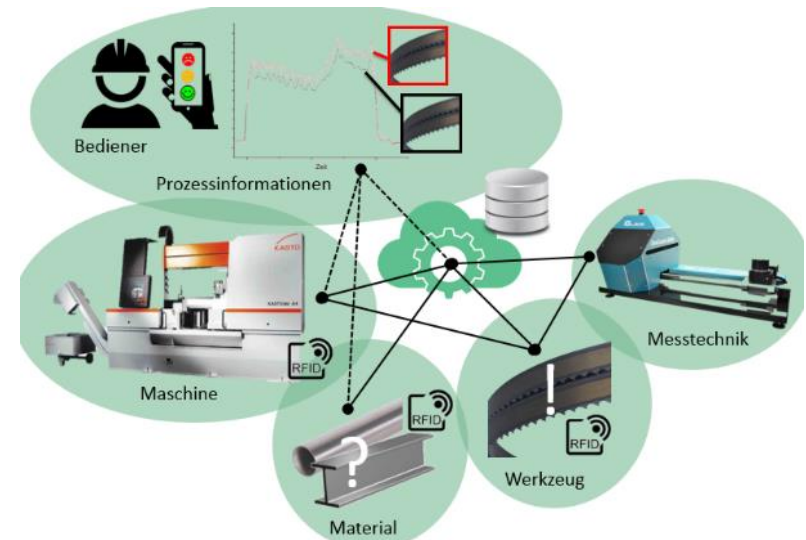 Bediener
Zeit
Prozessinformationen
KASTO
RFID
Maschine
RFID
Material
RFID
Werkzeug
Messtechnik